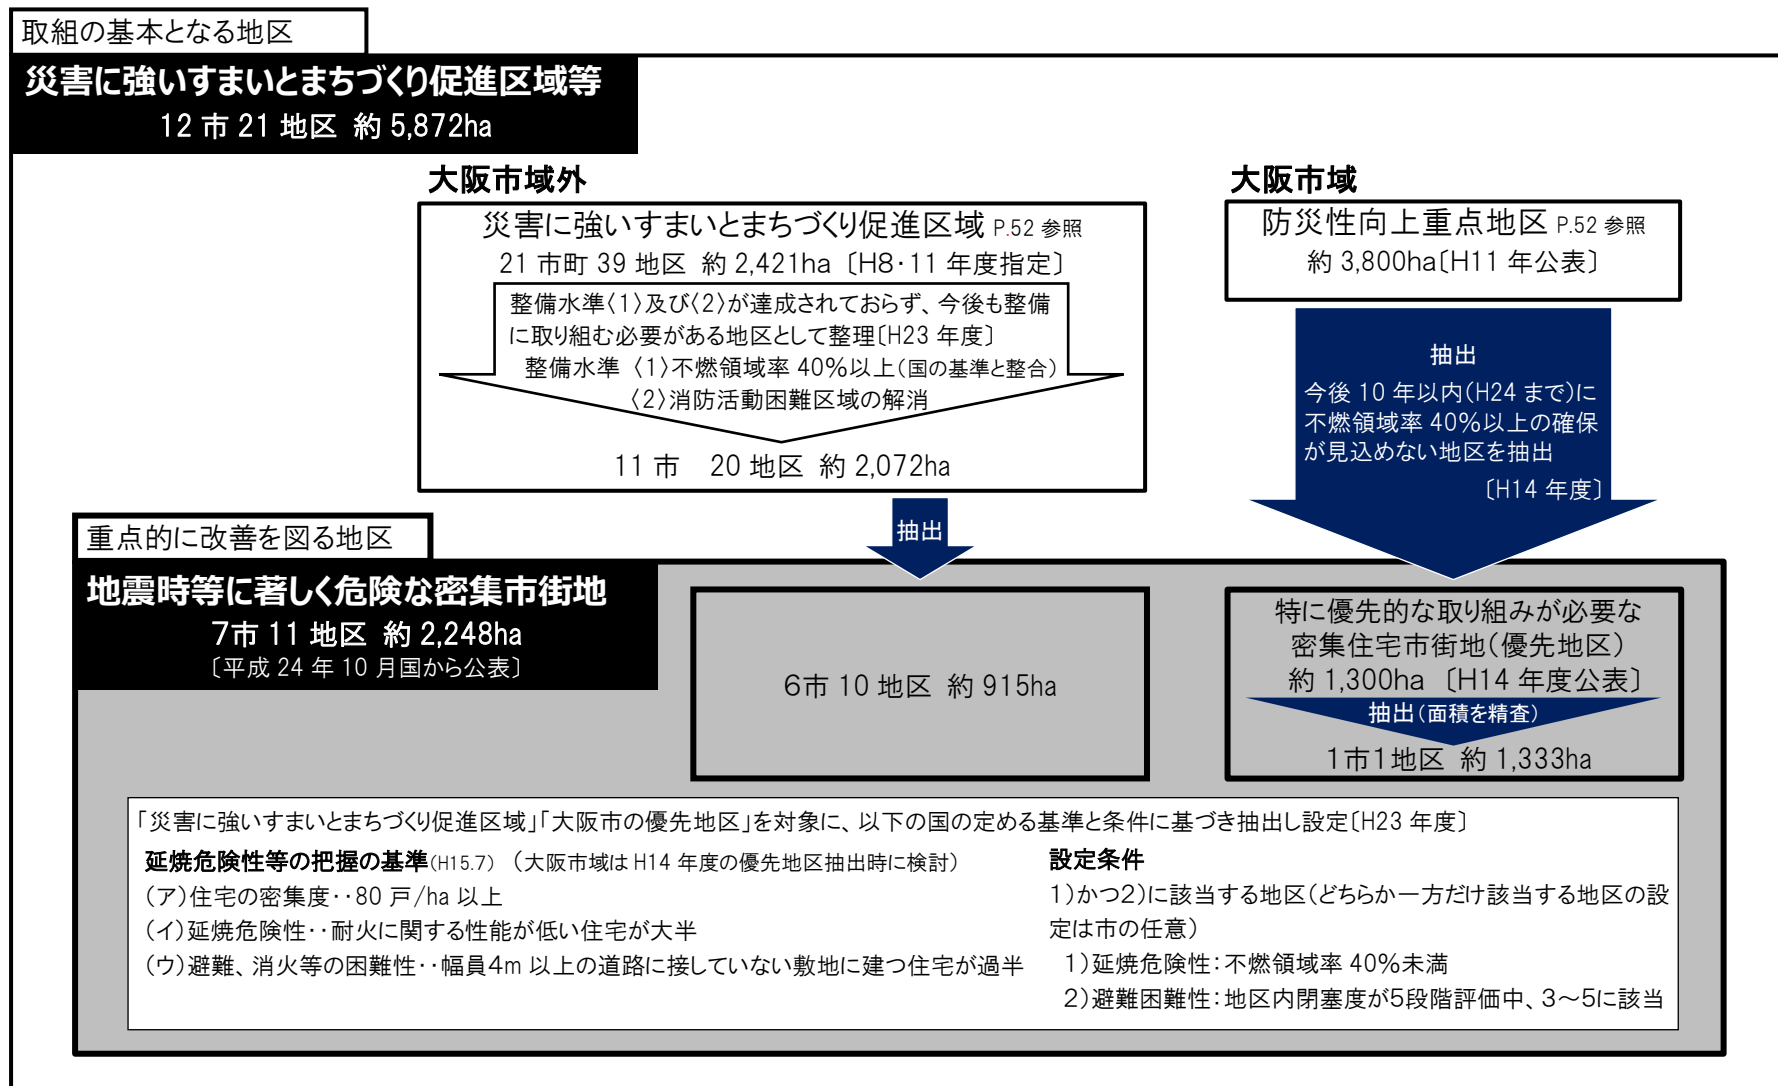 取組の基本となる地区
災害に強いすまいとまちづくり促進区域等
12 市 21 地区 約 5,872ha
大阪市域外
災害に強いすまいとまちづくり促進区域 P.52 参照
21 市町 39 地区 約 2,421ha 〔H8・11 年度指定〕
整備水準〈1〉及び〈2〉が達成されておらず、今後も整備
に取り組む必要がある地区として整理〔H23 年度〕
整備水準 〈1〉不燃領域率 40％以上（国の基準と整合）
〈2〉消防活動困難区域の解消
11 市 20 地区 約 2,072ha
抽出
大阪市域
防災性向上重点地区 P.52 参照
約 3,800ha〔H11 年公表〕
抽出
今後 10 年以内（H24 まで）に
不燃領域率 40％以上の確保
が見込めない地区を抽出
〔H14 年度〕
重点的に改善を図る地区
地震時等に著しく危険な密集市街地
7市 11 地区 約 2,248ha
〔平成 24 年 10 月国から公表〕
6市 10 地区 約 915ha
特に優先的な取り組みが必要な
密集住宅市街地（優先地区）
約 1,300ha 〔H14 年度公表〕
抽出（面積を精査）
1市1地区 約 1,333ha
「災害に強いすまいとまちづくり促進区域」「大阪市の優先地区」を対象に、以下の国の定める基準と条件に基づき抽出し設定〔H23 年度〕
延焼危険性等の把握の基準（H15.7） （大阪市域は H14 年度の優先地区抽出時に検討）
（ア）住宅の密集度・・80 戸/ha 以上
（イ）延焼危険性・・耐火に関する性能が低い住宅が大半
（ウ）避難、消火等の困難性・・幅員4m 以上の道路に接していない敷地に建つ住宅が過半
設定条件
1）かつ2）に該当する地区（どちらか一方だけ該当する地区の設
定は市の任意）
1）延焼危険性：不燃領域率 40％未満
2）避難困難性：地区内閉塞度が5段階評価中、3～5に該当